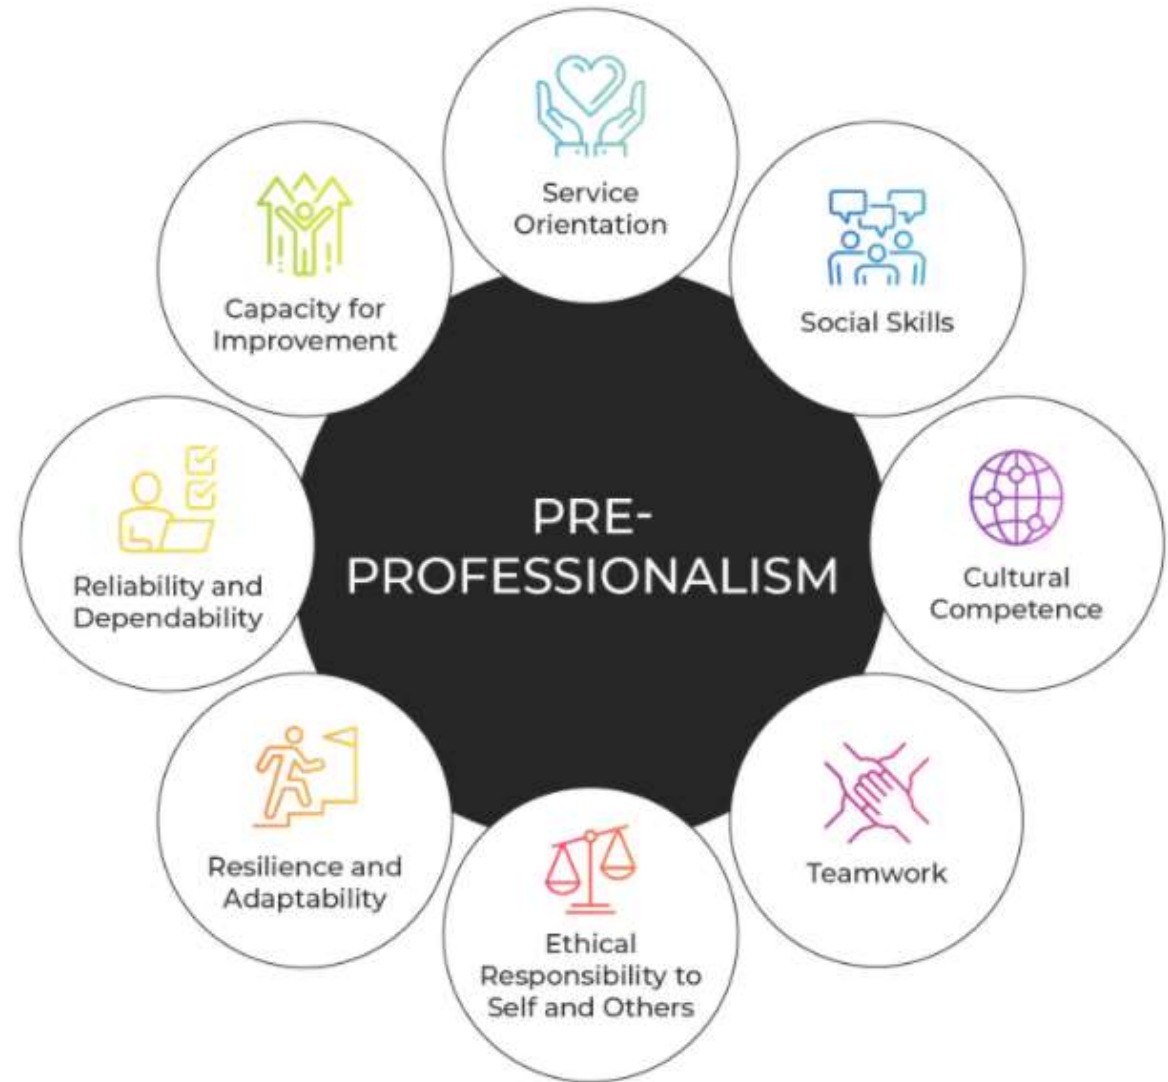 Service
Orientation
Social Skills
Cultural
Competence
Teamwork
Ethical
Responsibility to
Self and Others
Resilience and
Adaptability
Reliability and
Dependability
Capacity for
Improvement
PRE-
PROFESSIONALISM